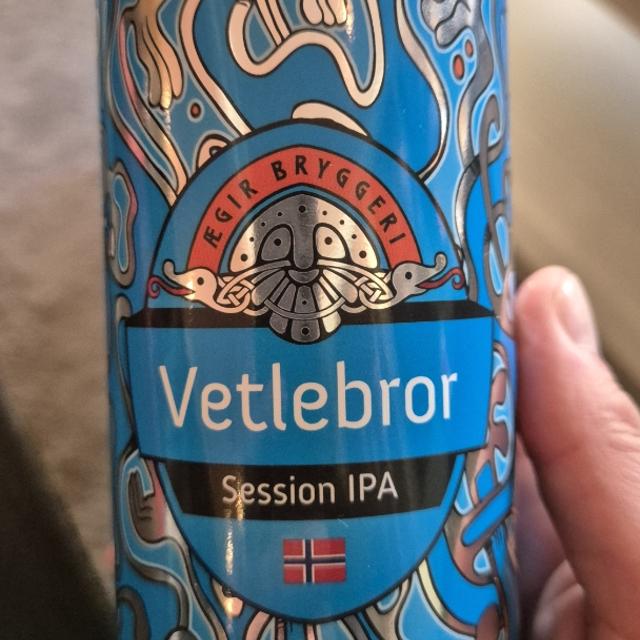 ÆGIR BRYGGERI
Vetlebror
Session IPA